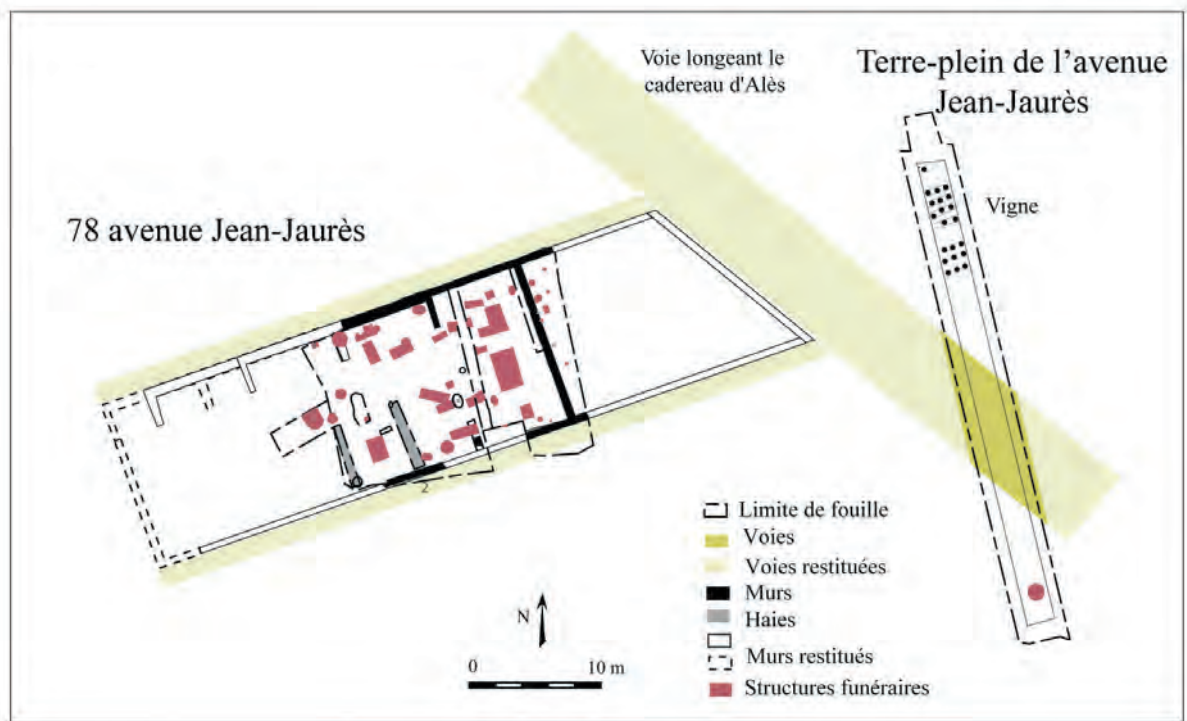 Voie longeant le
cadereau d'Alès
Terre-plein de l’avenue
Jean-Jaurès
Vigne
78 avenue Jean-Jaurès
2
Limite de fouille
Voies
Voies restituées
Murs
Haies
Murs restitués
Structures funéraires
N
0 10 m